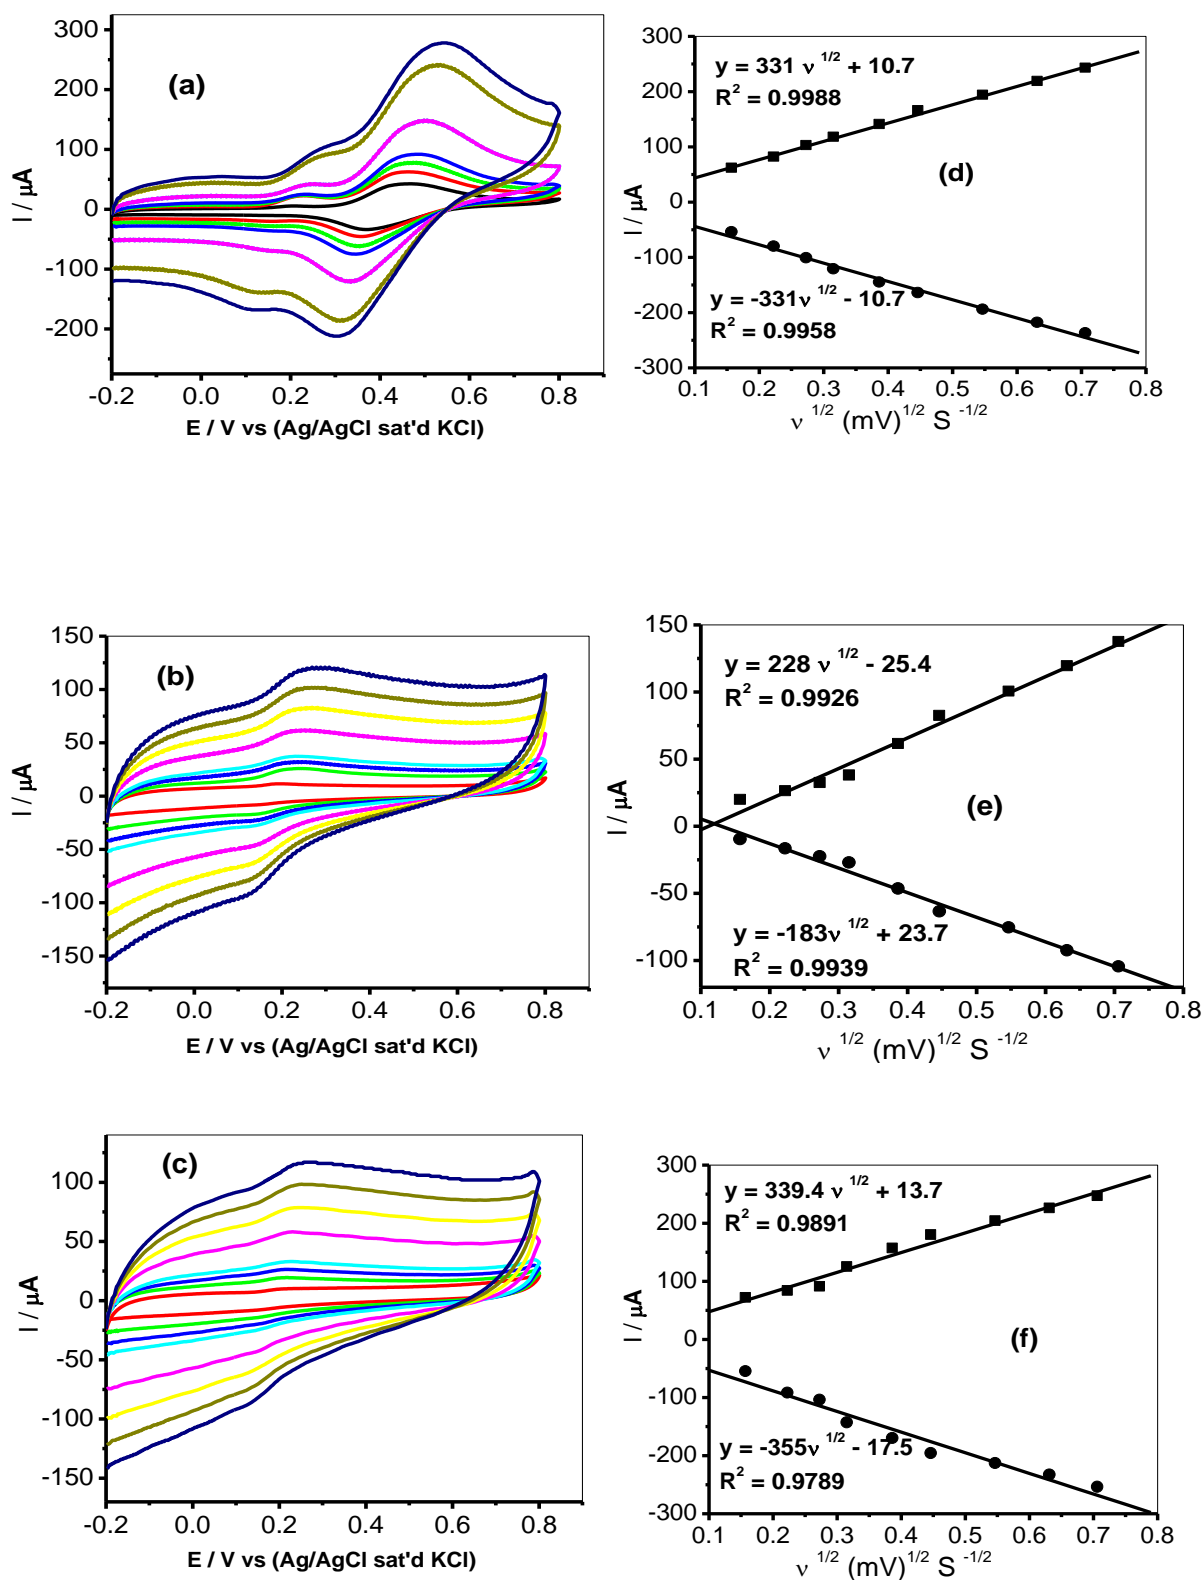 300
200
100
0
-100
-200
I / µA
(a)
-0.2 0.0 0.2 0.4 0.6 0.8
E / V vs (Ag/AgCl sat'd KCl)
300
200
100
0
-100
-200
-300
I / µA
y = 331 ν 1/2 + 10.7
R2 = 0.9988
(d)
y = -331ν 1/2 - 10.7
R2 = 0.9958
0.1 0.2 0.3 0.4 0.5 0.6 0.7 0.8
ν 1/2 (mV)1/2 S -1/2
150
100
50
0
-50
-100
-150
I / µA
(b)
-0.2 0.0 0.2 0.4 0.6 0.8
E / V vs (Ag/AgCl sat'd KCl)
150
100
50
0
-50
-100
I / µA
y = 228 ν 1/2 - 25.4
R2 = 0.9926
(e)
y = -183ν 1/2 + 23.7
R2 = 0.9939
0.1 0.2 0.3 0.4 0.5 0.6 0.7 0.8
ν 1/2 (mV)1/2 S -1/2
100
50
0
-50
-100
-150
I / µA
(c)
-0.2 0.0 0.2 0.4 0.6 0.8
E / V vs (Ag/AgCl sat'd KCl)
300
200
100
0
-100
-200
-300
I / µA
y = 339.4 ν 1/2 + 13.7
R2 = 0.9891
(f)
y = -355ν 1/2 - 17.5
R2 = 0.9789
0.1 0.2 0.3 0.4 0.5 0.6 0.7 0.8
ν 1/2 (mV)1/2 S -1/2